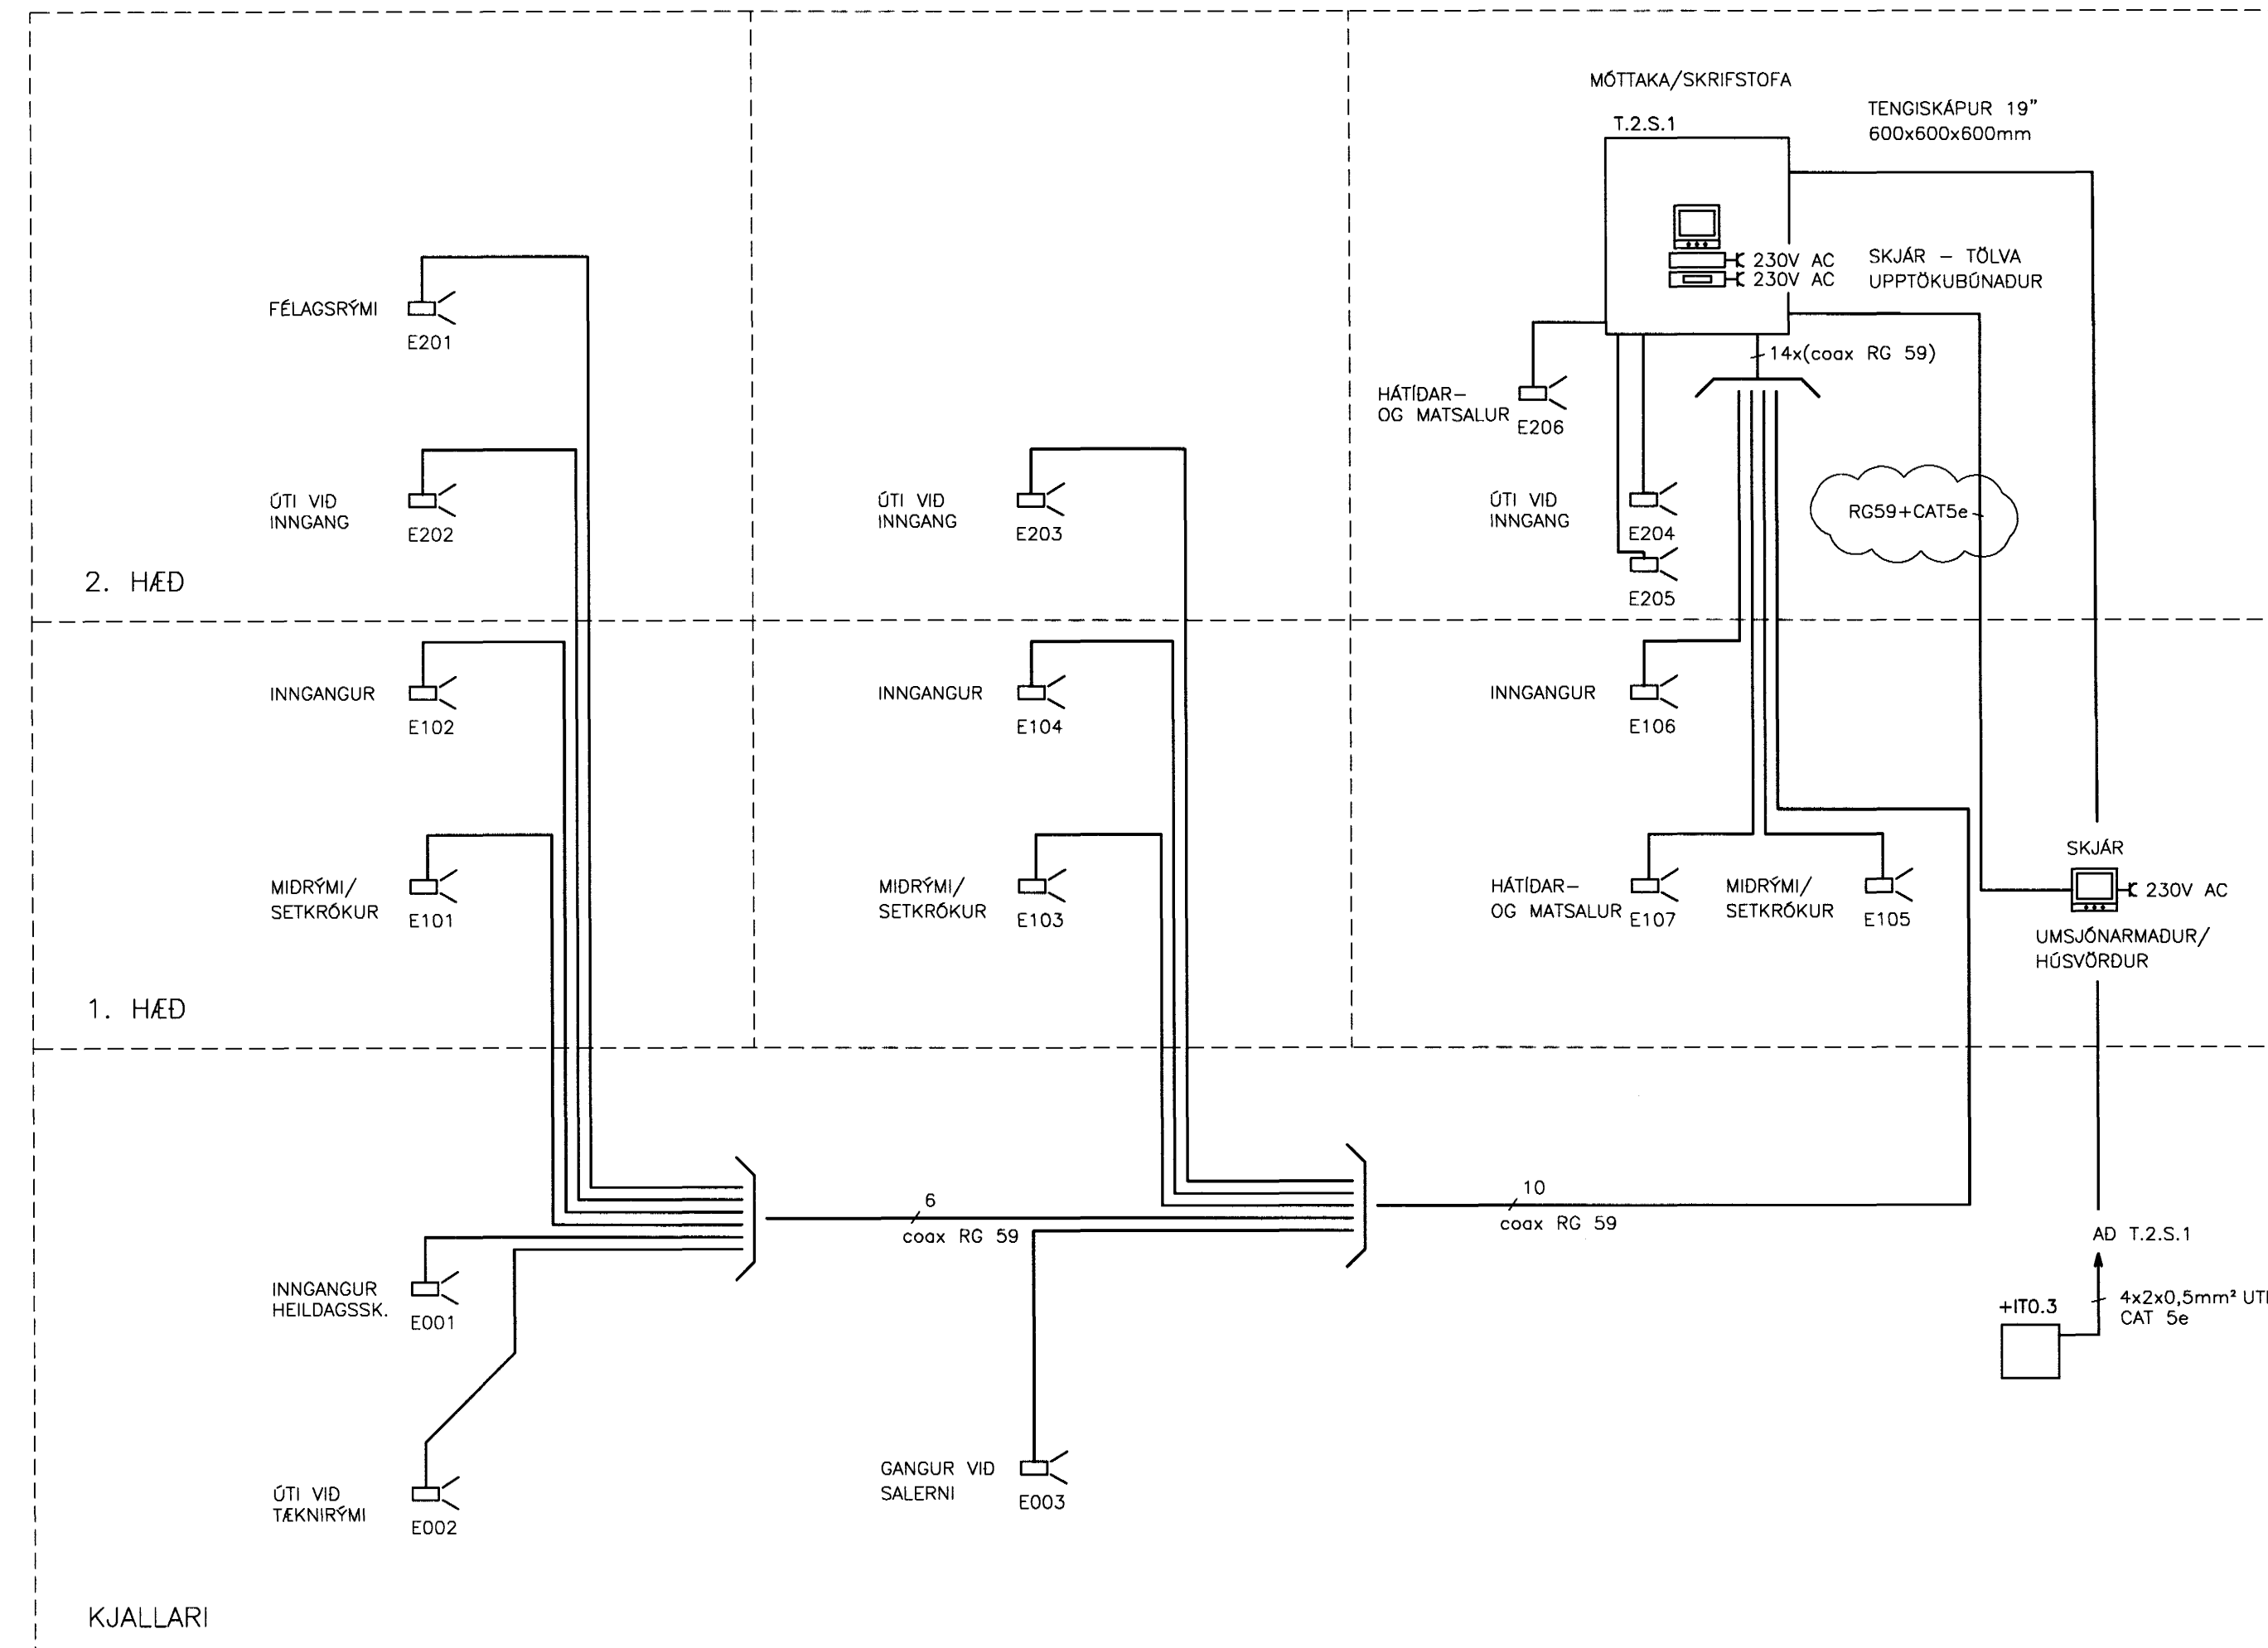 MÓTTAKA/SKRIFSTOFA
T.2.S.1
TENGISKÁPUR 19"
600x600x600mm
230V AC
230V AC
SKJÁR – TÖLVA
UPPTÖKUBÚNAÐUR
14x(coax RG 59)
FÉLAGSRÝMI
E201
HÁTÍÐAR–
OG MATSALUR
E206
ÚTI VIÐ
INNGANG
E202
ÚTI VIÐ
INNGANG
E203
ÚTI VIÐ
INNGANG
E204
E205
RG59+CAT5e
2. HÆÐ
INNGANGUR
E102
INNGANGUR
E104
INNGANGUR
E106
MIÐRÝMI/
SETKRÓKUR
E101
MIÐRÝMI/
SETKRÓKUR
E103
HÁTÍÐAR–
OG MATSALUR
E107
MIÐRÝMI/
SETKRÓKUR
E105
SKJÁR
230V AC
UMSJÓNARMAÐUR/
HÚSVÖRÐUR
1. HÆÐ
6
coax RG 59
10
coax RG 59
INNGANGUR
HEILDAGSSK.
E001
AÐ T.2.S.1
+IT0.3
4x2x0,5mm²
CAT 5e
ÚTI VIÐ
TÆKNIRÝMI
E002
GANGUR VIÐ
SALERNI
E003
KJALLARI